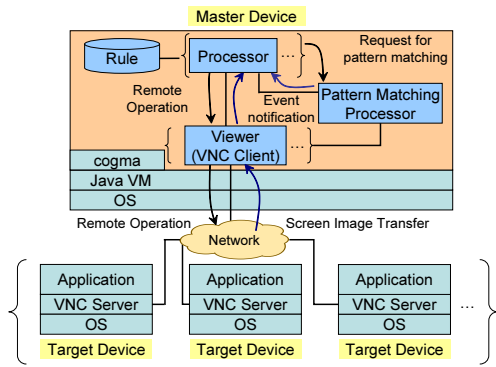 Master Device
Rule
Processor
...
Request for
pattern matching
Remote
Operation
Event
notification
Pattern Matching
Processor
Viewer
(VNC Client)
...
cogma
Java VM
OS
Remote Operation
Screen Image Transfer
Network
Application
VNC Server
OS
Target Device
Application
VNC Server
OS
Target Device
Application
VNC Server
OS
Target Device
...